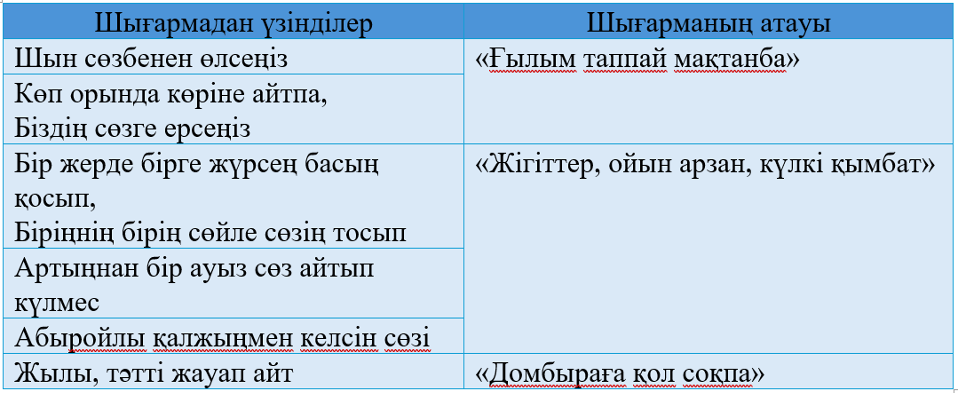 Шығармадан үзінділер
Шығарманың атауы
Шын сөзбенен өлсеңіз
«Ғылым таппай мақтанба»
Көп орында көріне айтпа,
Біздің сөзге ерсеңіз
Бір жерде бірге жүрсең басың
қосып,
Біріңнің бірің сөйле сөзің тосып
«Жігіттер, ойын арзан, күлкі қымбат»
Артыңнан бір ауыз сөз айтып
күлмес
Абыройлы қалжыңмен келсін сөзі
Жылы, тәтті жауап айт
«Домбыраға қол соқпа»